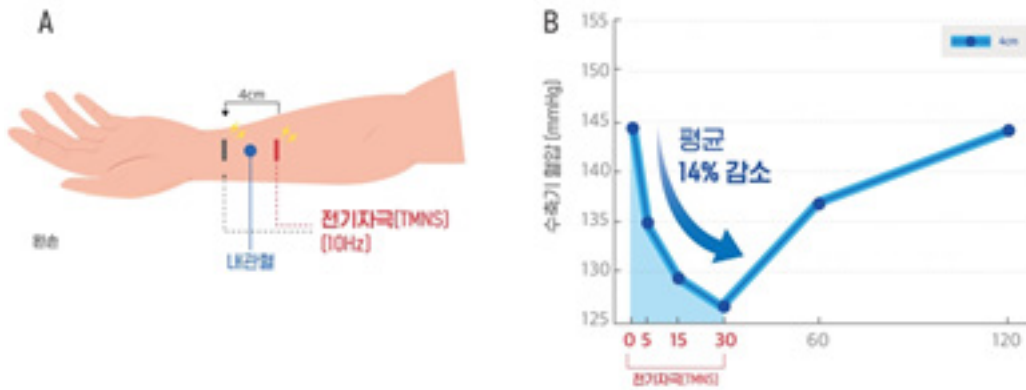 A
4cm
전기자극(TMNS)
(10Hz)
왼손
내관혈
B
수축기 혈압 (mmHg)
155
150
145
140
135
130
125
4cm
평균
14% 감소
0 5 15 30 60 120
전기자극(TMNS)